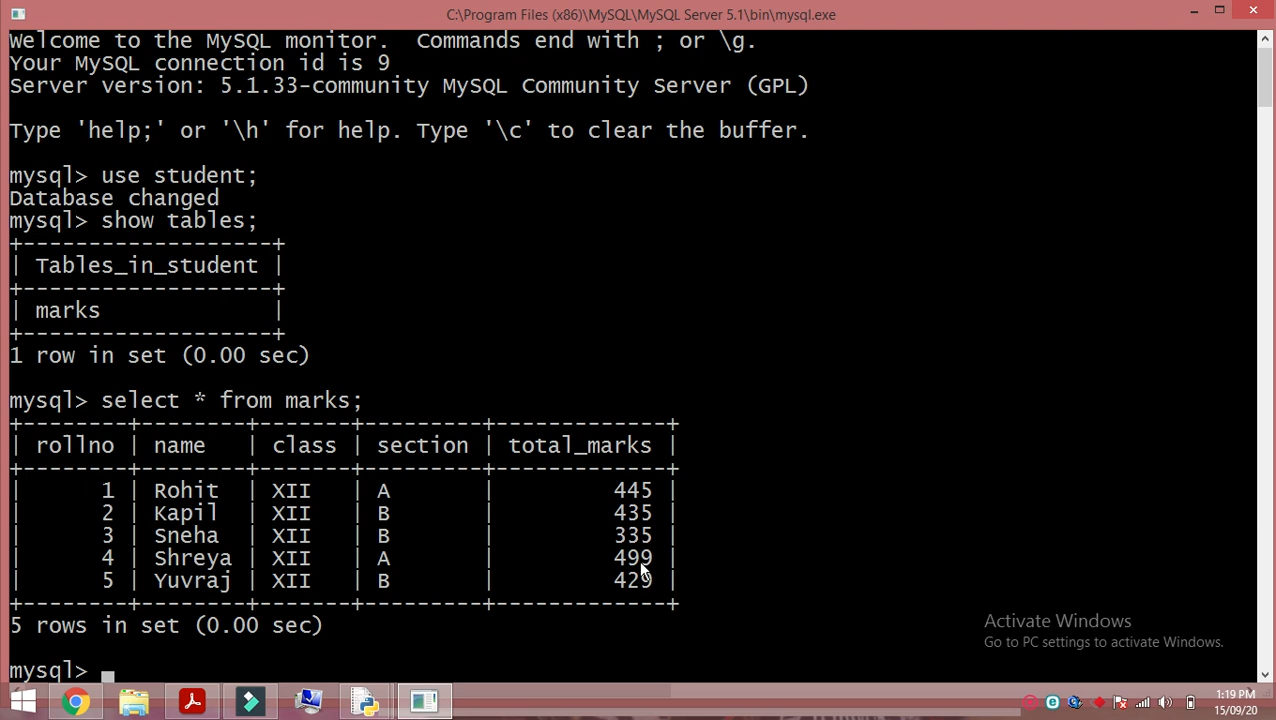 C:\Program Files (x86)\MySQL\MySQL Server 5.1\bin\mysql.exe
Welcome to the MySQL monitor.  Commands end with ; or \g.
Your MySQL connection id is 9
Server version: 5.1.33-community MySQL Community Server (GPL)
Type 'help;' or '\h' for help. Type '\c' to clear the buffer.
mysql> use student;
Database changed
mysql> show tables;
+-------------------+
| Tables_in_student |
+-------------------+
| marks             |
+-------------------+
1 row in set (0.00 sec)
mysql> select * from marks;
+--------+---------+-------+---------+-------------+
| rollno | name    | class | section | total_marks |
+--------+---------+-------+---------+-------------+
|      1 | Rohit   | XII   | A       |         445 |
|      2 | Kapil   | XII   | B       |         435 |
|      3 | Sneha   | XII   | B       |         335 |
|      4 | Shreya  | XII   | A       |         499 |
|      5 | Yuvraj  | XII   | B       |         429 |
+--------+---------+-------+---------+-------------+
5 rows in set (0.00 sec)
mysql> _
Activate Windows
Go to PC settings to activate Windows.
1:19 PM
15/09/20